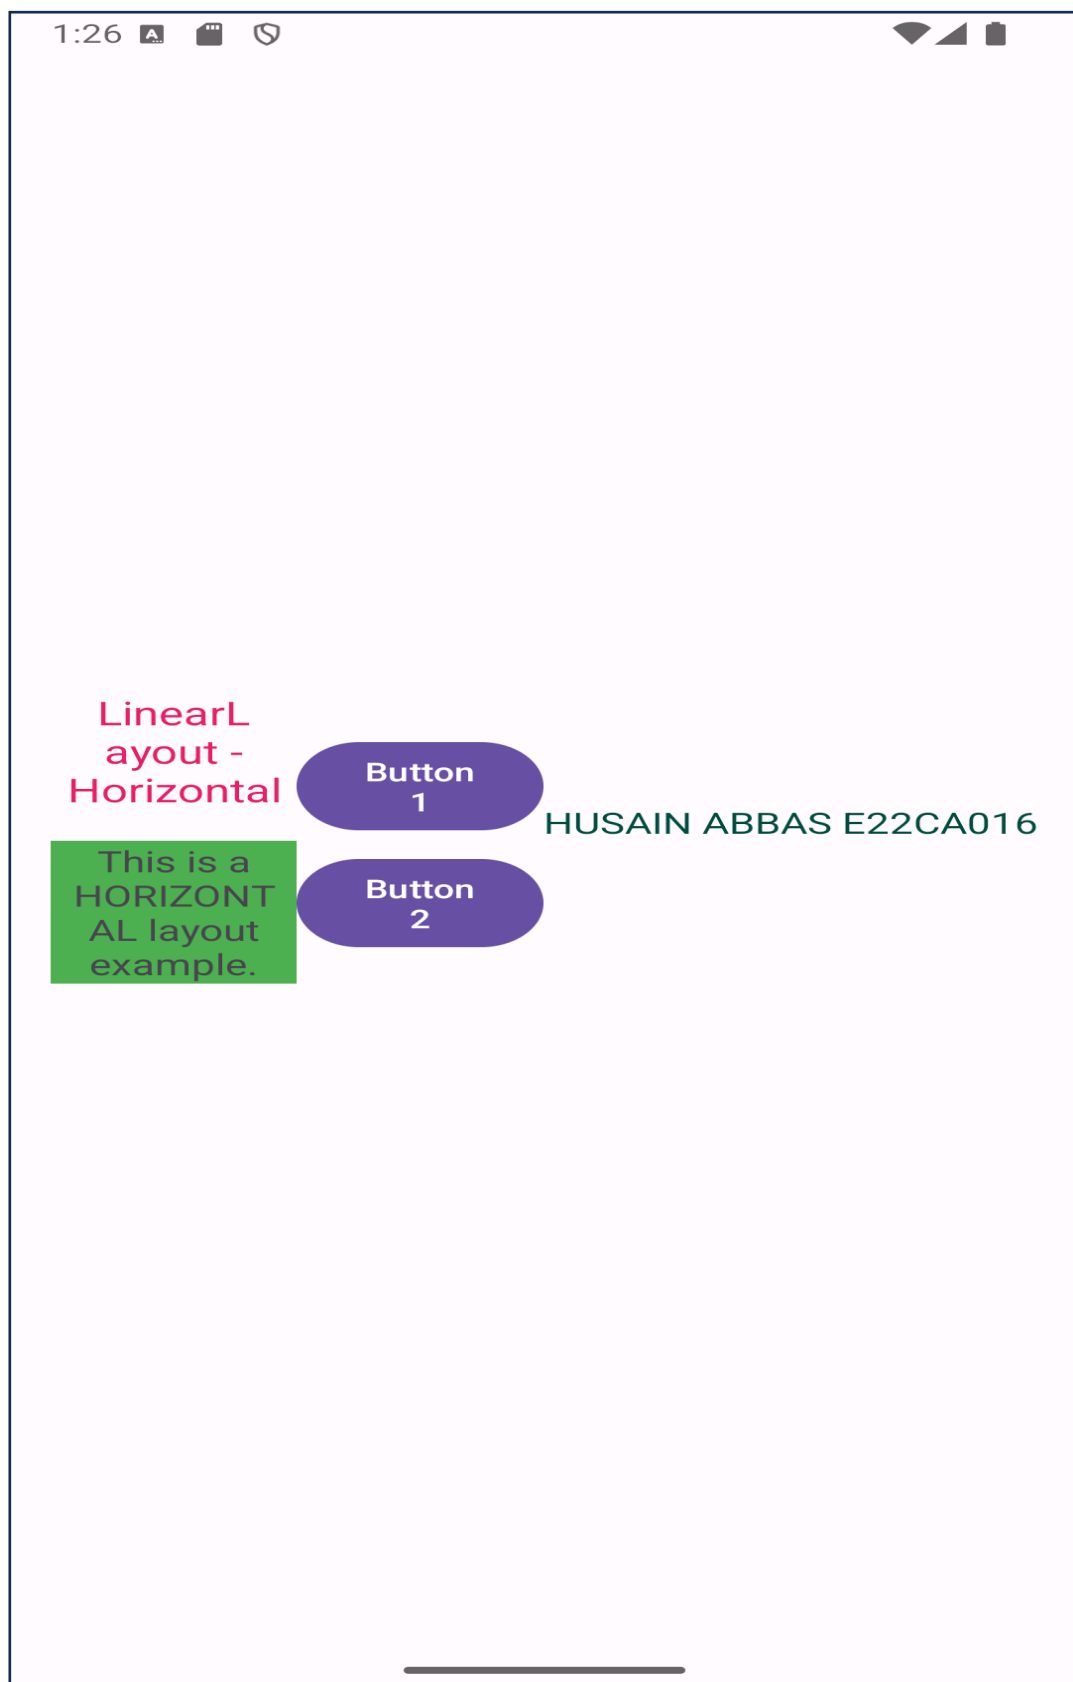 1:26
LinearL
ayout -
Horizontal
This is a
HORIZONT
AL layout
example.
Button
1
Button
2
HUSAIN ABBAS E22CA016